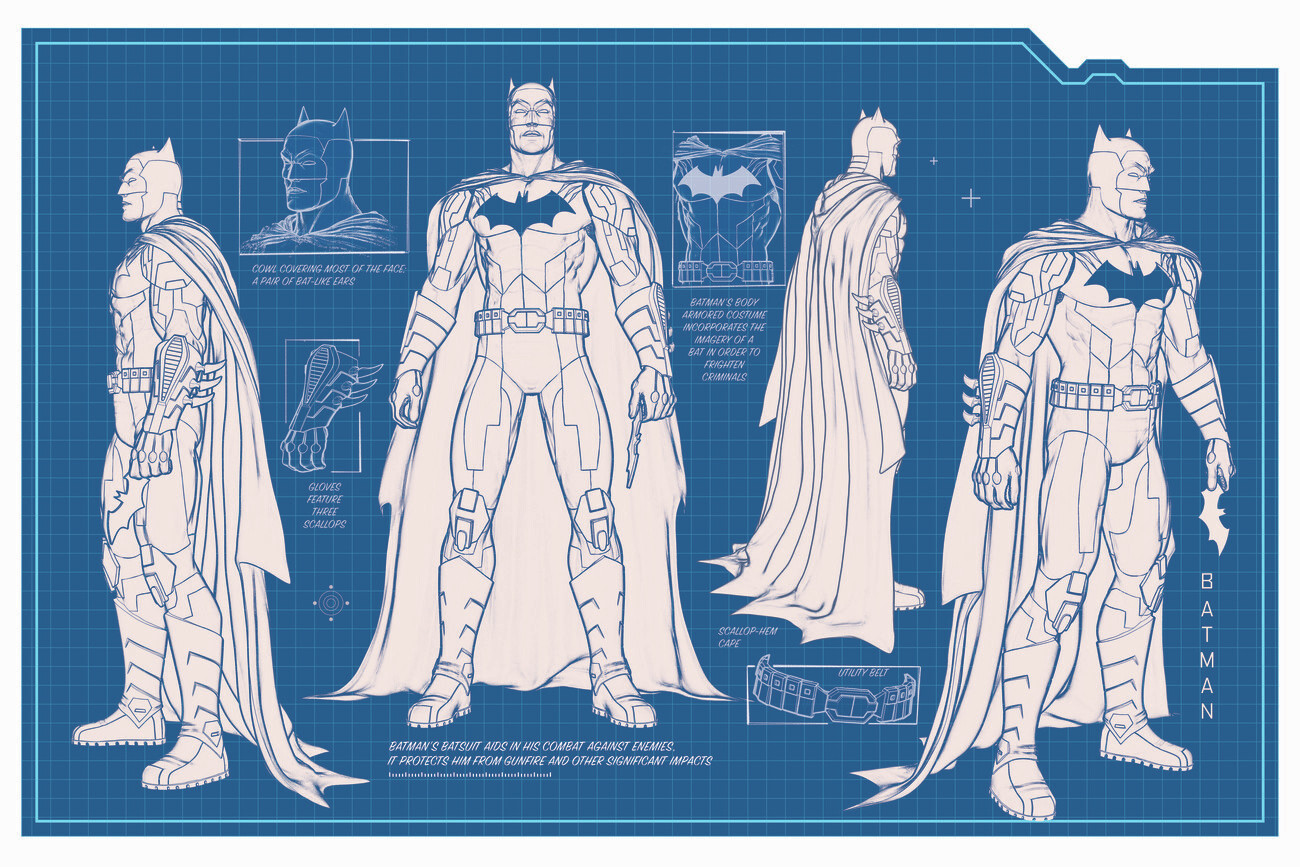 COWL COVERING MOST OF THE FACE;
A PAIR OF BAT-LIKE EARS
BATMAN'S BODY
ARMORED COSTUME
INCORPORATES THE
IMAGERY OF A
BAT IN ORDER TO
FRIGHTEN
CRIMINALS
GLOVES
FEATURE
THREE
SCALLOPS
SCALLOP-HEM
CAPE
UTILITY BELT
BATMAN
BATMAN'S BATSUIT AIDS IN HIS COMBAT AGAINST ENEMIES,
IT PROTECTS HIM FROM GUNFIRE AND OTHER SIGNIFICANT IMPACTS